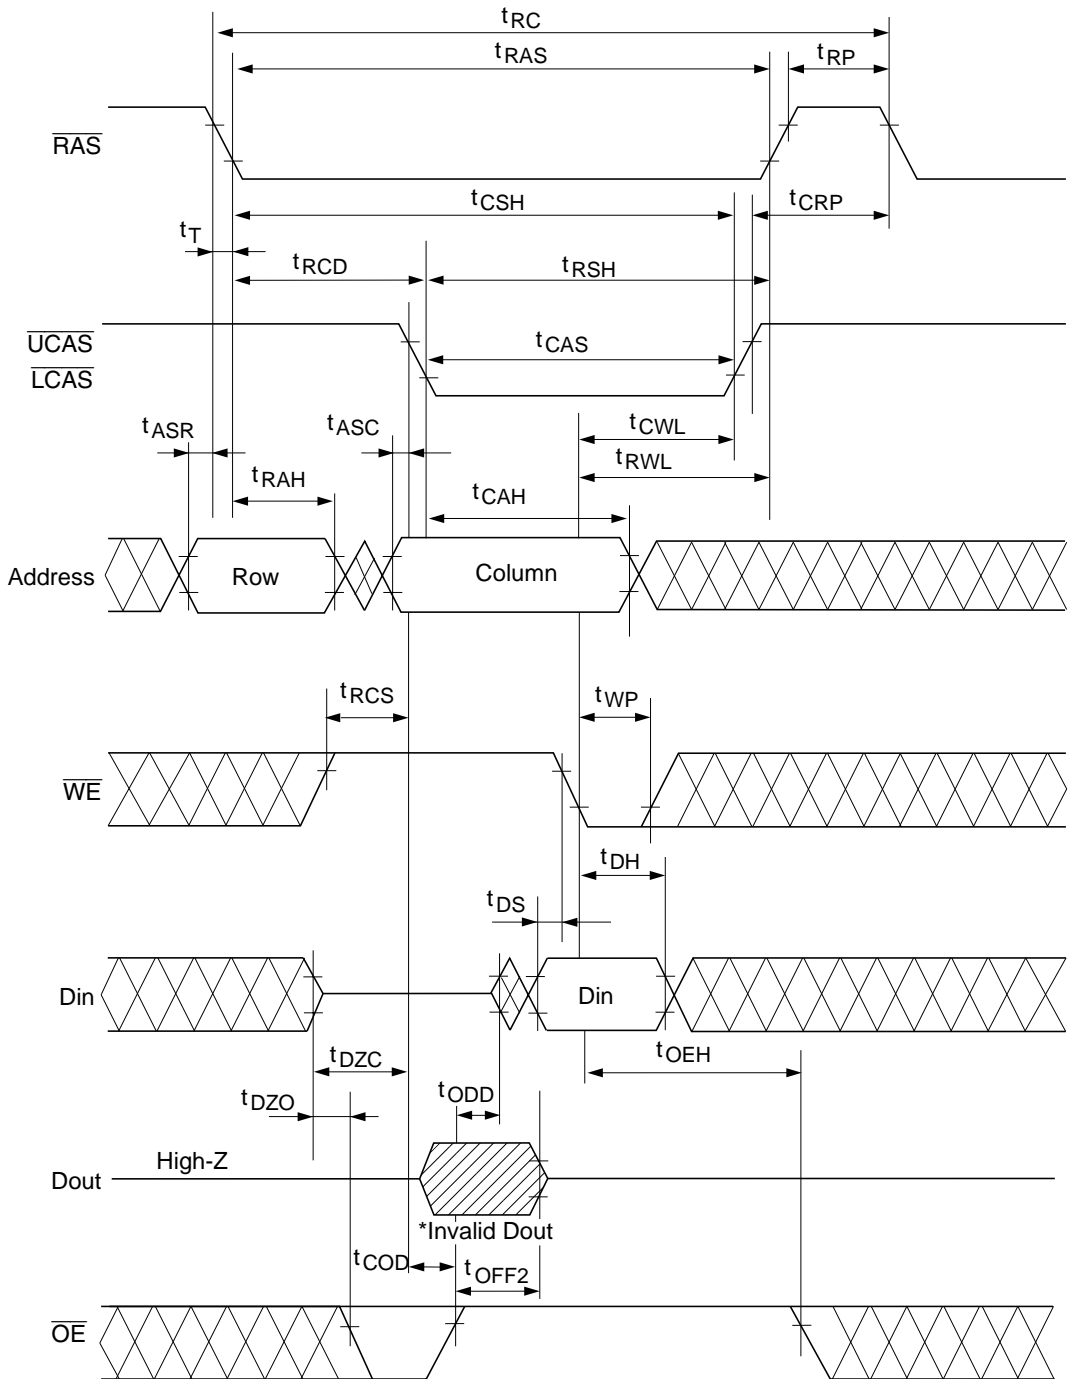 tRC
tRAS
tRP
RAS
tCSH
tCRP
tT
tRCD
tRSH
UCAS
LCAS
tCAS
tASR
tASC
tCWL
tRAH
tRWL
tCAH
Address
Row
Column
tRCS
tWP
WE
tDH
tDS
Din
Din
tDZC
tOEH
tDZO
tODD
High-Z
Dout
*Invalid Dout
tCOD
tOFF2
OE